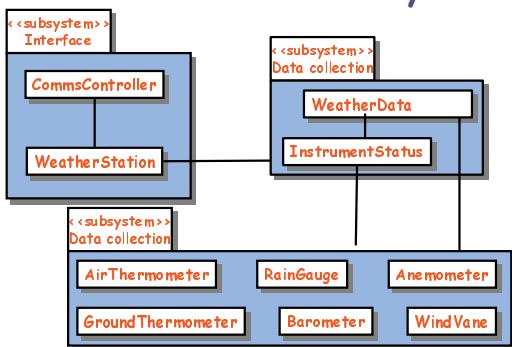 <<subsystem>>
Interface
CommsController
WeatherStation
<<subsystem>>
Data collection
WeatherData
InstrumentStatus
<<subsystem>>
Data collection
AirThermometer
RainGauge
Anemometer
GroundThermometer
Barometer
WindVane